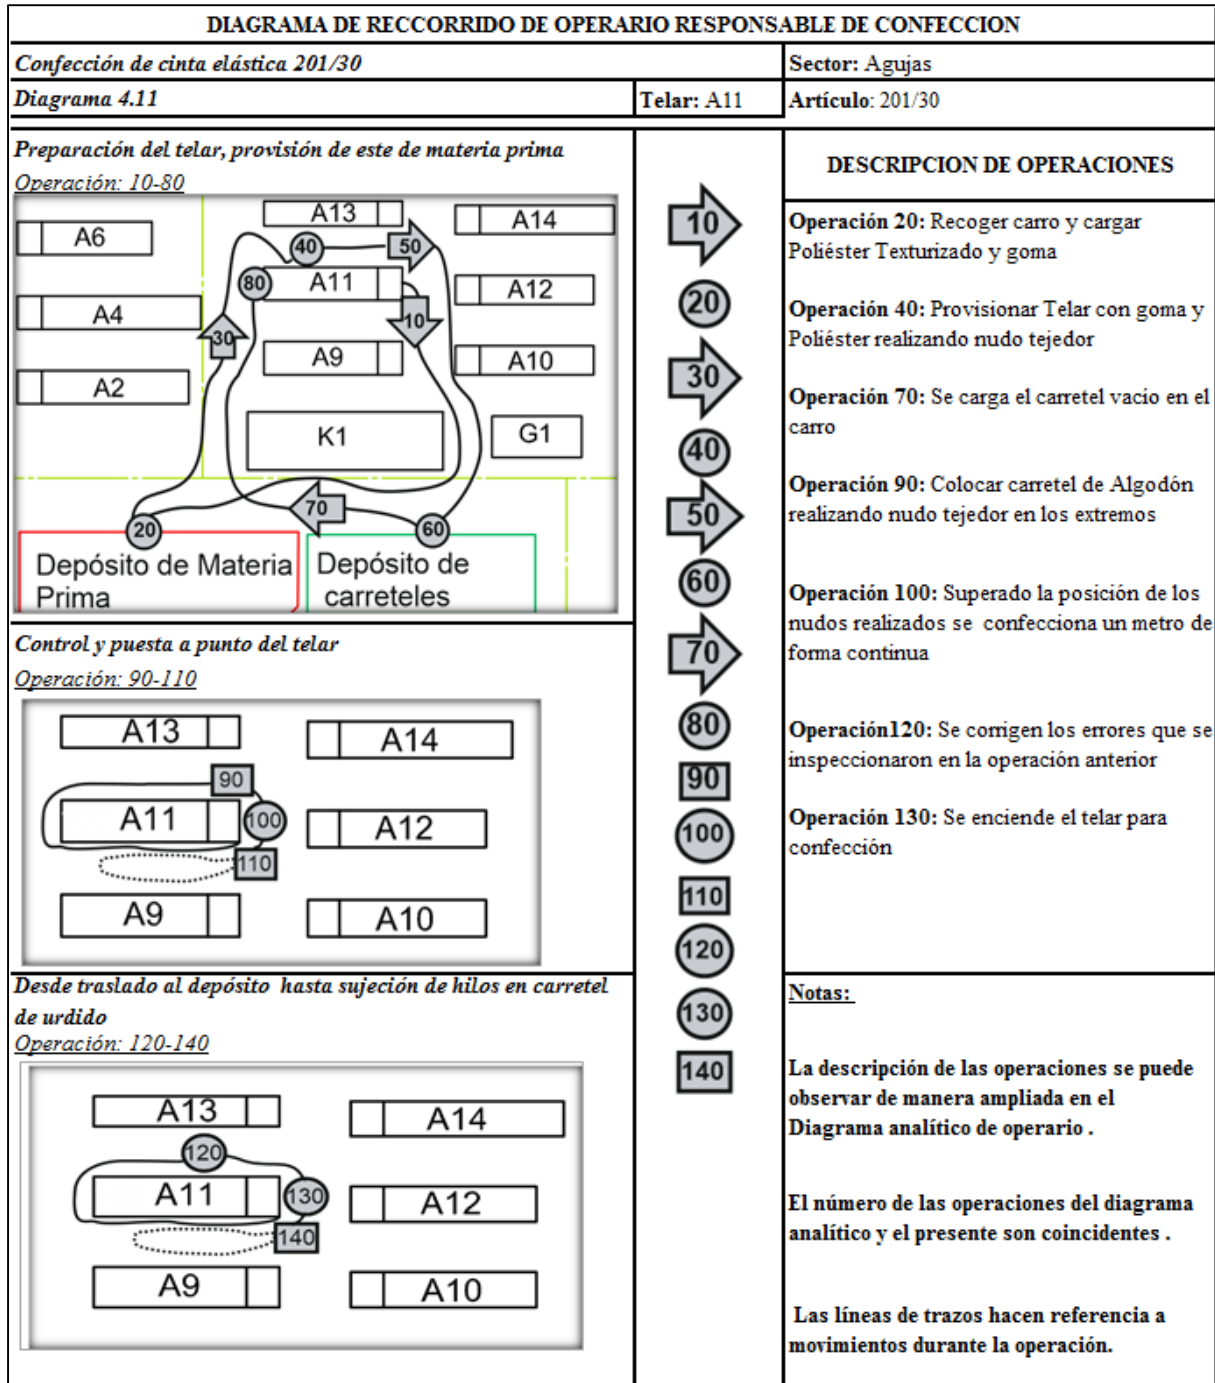 DIAGRAMA DE RECCORRIDO DE OPERARIO RESPONSABLE DE CONFECCION
Confección de cinta elástica 201/30
Sector: Agujas
Diagrama 4.11
Telar: A11
Artículo: 201/30
Preparación del telar, provisión de este de materia prima
Operación: 10-80
A6
A13
A14
40
50
A4
80
A11
A12
30
10
A2
A9
A10
K1
G1
70
20
60
Depósito de Materia
Prima
Depósito de
carreteles
Control y puesta a punto del telar
Operación: 90-110
A13
A14
90
A11
100
A12
110
A9
A10
Desde traslado al depósito hasta sujeción de hilos en carretel
de urdido
Operación: 120-140
A13
A14
120
A11
130
A12
140
A9
A10
10
20
30
40
50
60
70
80
90
100
110
120
130
140
DESCRIPCION DE OPERACIONES
Operación 20: Recoger carro y cargar
Poliéster Texturizado y goma
Operación 40: Provisionar Telar con goma y
Poliéster realizando nudo tejedor
Operación 70: Se carga el carretel vacio en el
carro
Operación 90: Colocar carretel de Algodón
realizando nudo tejedor en los extremos
Operación 100: Superado la posición de los
nudos realizados se confecciona un metro de
forma continua
Operación120: Se corrigen los errores que se
inspeccionaron en la operación anterior
Operación 130: Se enciende el telar para
confección
Notas:
La descripción de las operaciones se puede
observar de manera ampliada en el
Diagrama analítico de operario .
El número de las operaciones del diagrama
analítico y el presente son coincidentes .
Las líneas de trazos hacen referencia a
movimientos durante la operación.